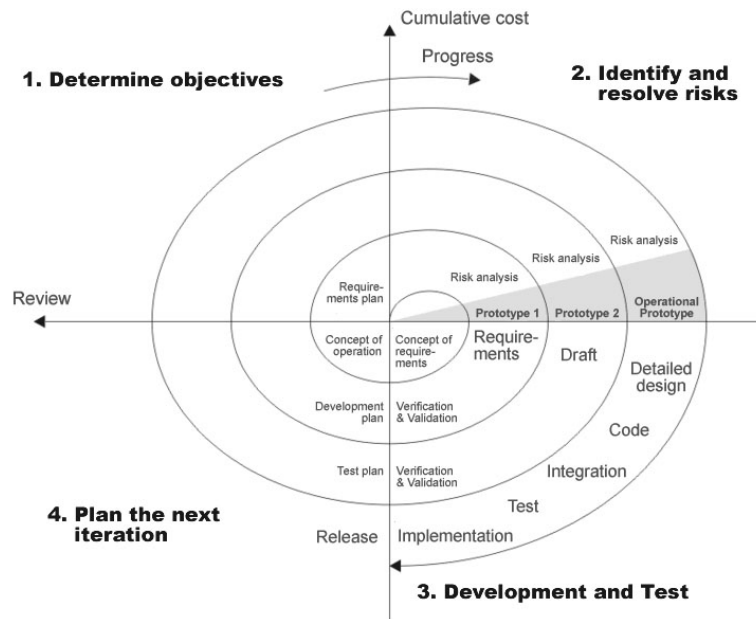 Cumulative cost
Progress
1. Determine objectives
2. Identify and
resolve risks
Risk analysis
Risk analysis
Risk analysis
Review
Require-
ments plan
Prototype 1
Prototype 2
Operational
Prototype
Concept of
operation
Concept of
require-
ments
Require-
ments
Draft
Detailed
design
Development
plan
Verification
& Validation
Code
Test plan
Verification
& Validation
Integration
Test
4. Plan the next
iteration
Release
Implementation
3. Development and Test